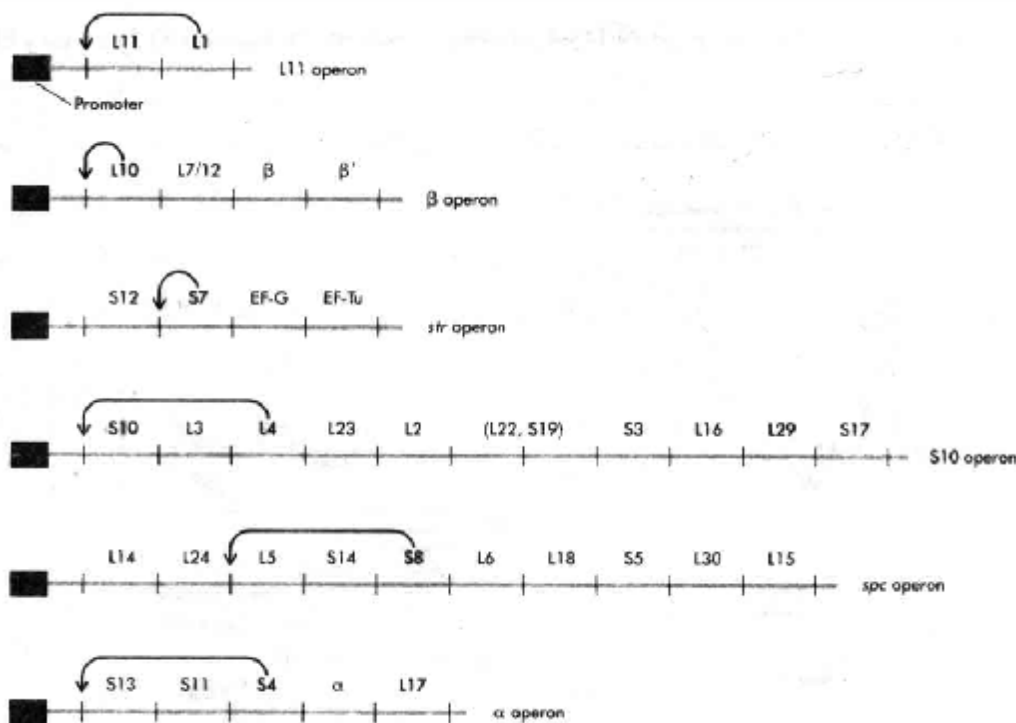 L11 L1
L11 operon
Promoter
L10 L7/12 β β'
β operon
S12 S7 EF-G EF-Tu
str operon
S10 L3 L4 L23 L2 (L22, S19) S3 L16 L29 S17
S10 operon
L14 L24 L5 S14 S8 L6 L18 S5 L30 L15
spc operon
S13 S11 S4 α L17
α operon